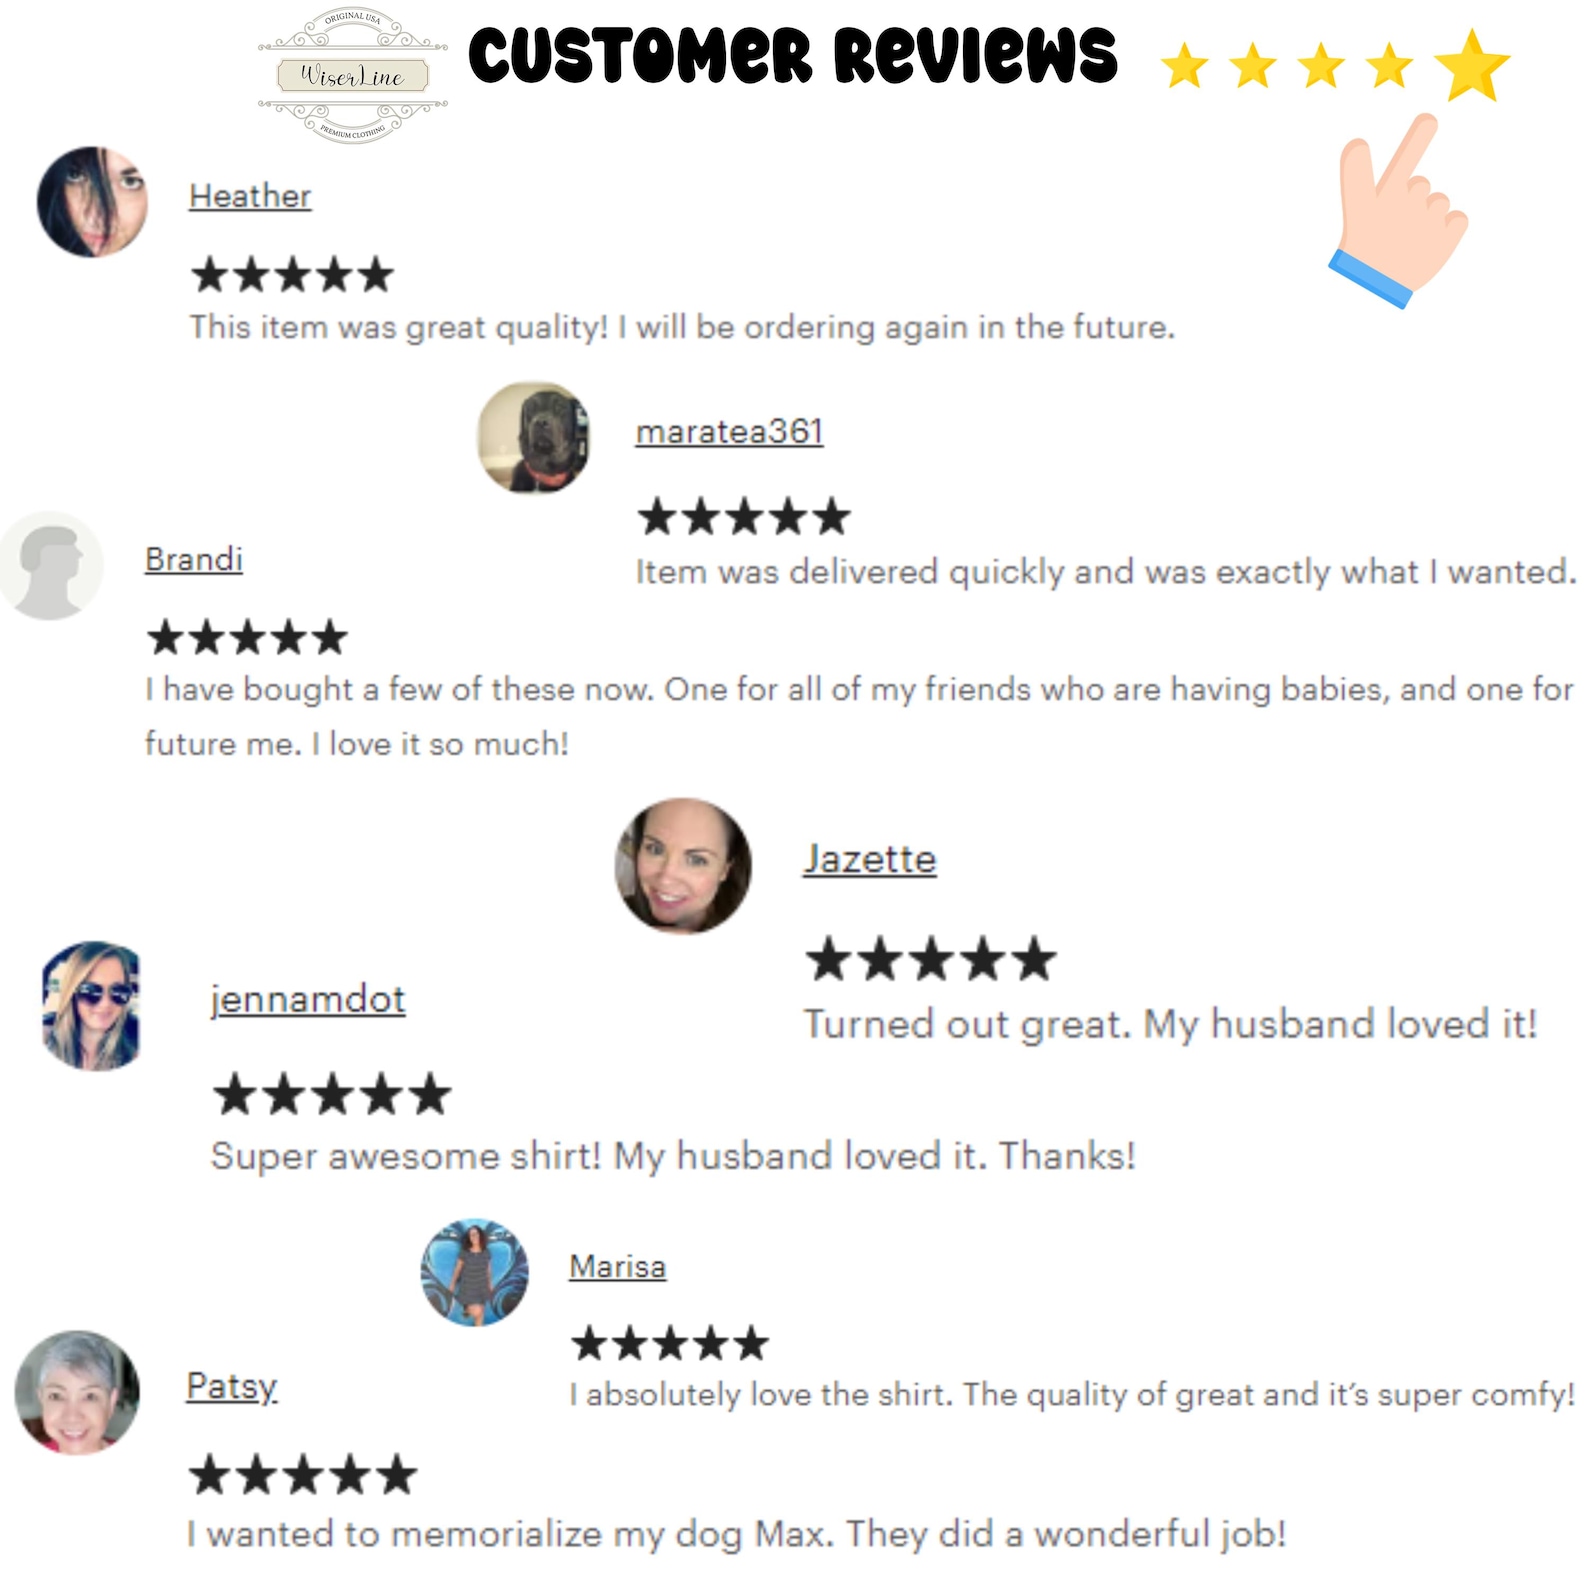 ORIGINAL USA
WiserLine
PREMIUM CLOTHING
CUSTOMER REVIEWS
Heather
This item was great quality! I will be ordering again in the future.
maratea361
Item was delivered quickly and was exactly what I wanted.
Brandi
I have bought a few of these now. One for all of my friends who are having babies, and one for
future me. I love it so much!
Jazette
Turned out great. My husband loved it!
jennamdot
Super awesome shirt! My husband loved it. Thanks!
Marisa
I absolutely love the shirt. The quality of great and it’s super comfy!
Patsy
I wanted to memorialize my dog Max. They did a wonderful job!